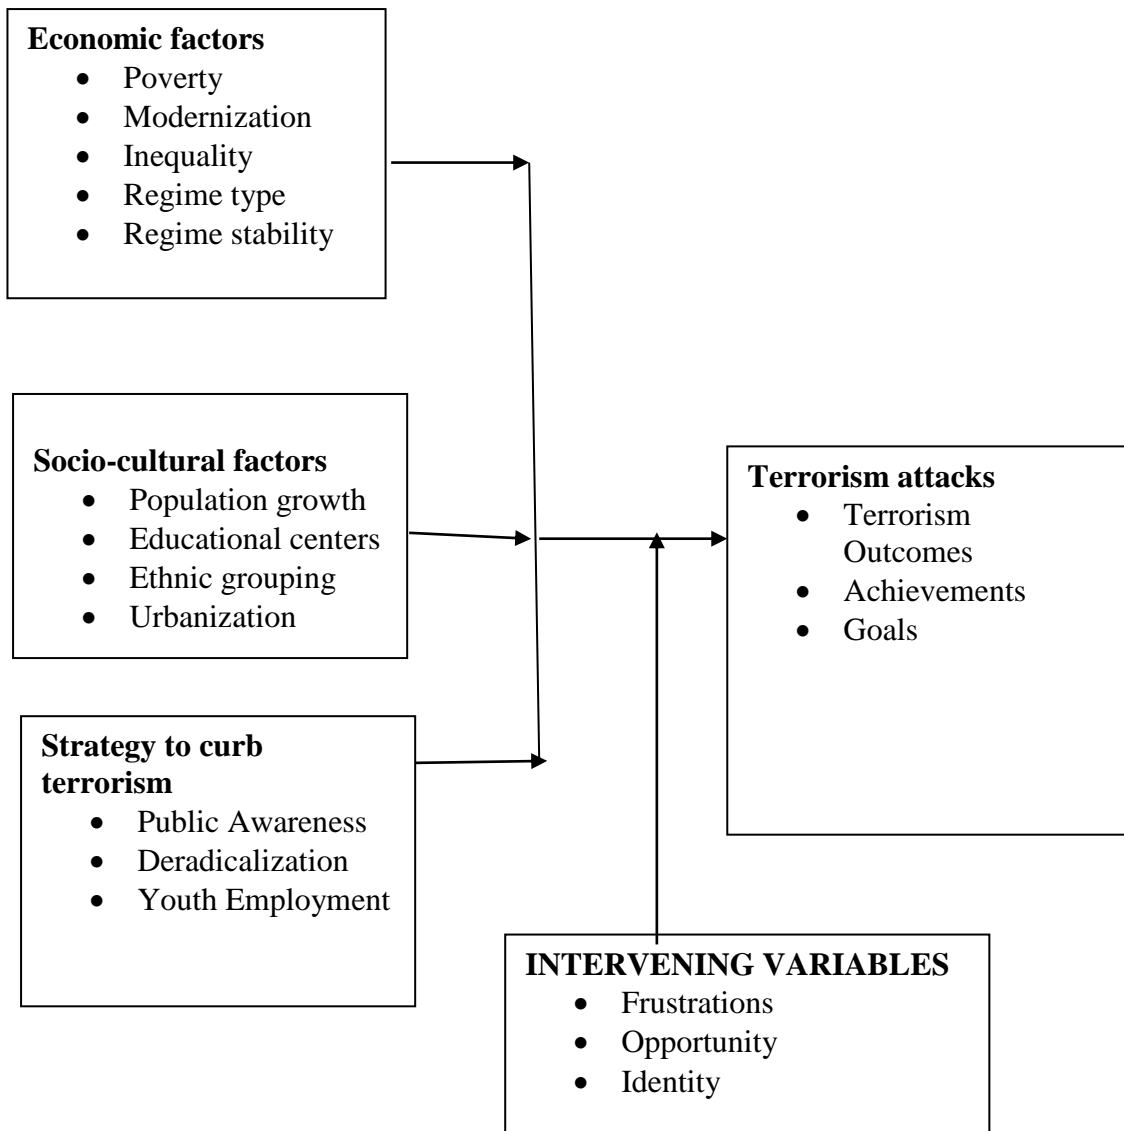 Economic factors
• Poverty
• Modernization
• Inequality
• Regime type
• Regime stability
Socio-cultural factors
• Population growth
• Educational centers
• Ethnic grouping
• Urbanization
Strategy to curb
terrorism
• Public Awareness
• Deradicalization
• Youth Employment
Terrorism attacks
• Terrorism
Outcomes
• Achievements
• Goals
INTERVENING VARIABLES
• Frustrations
• Opportunity
• Identity